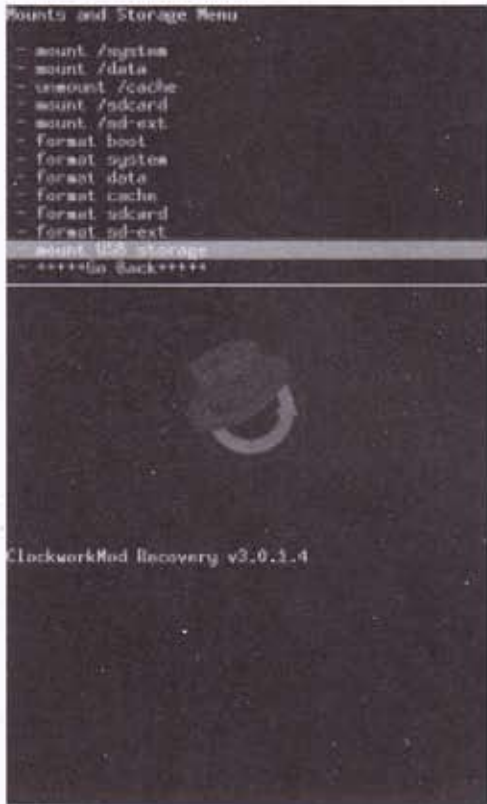 Mounts and Storage Menu
- mount /system
- mount /data
- unmount /cache
- mount /sdcard
- mount /sd-ext
- format boot
- format system
- format data
- format cache
- format sdcard
- format sd-ext
- mount USB storage
- +++++Go Back+++++
ClockworkMod Recovery v3.0.1.4